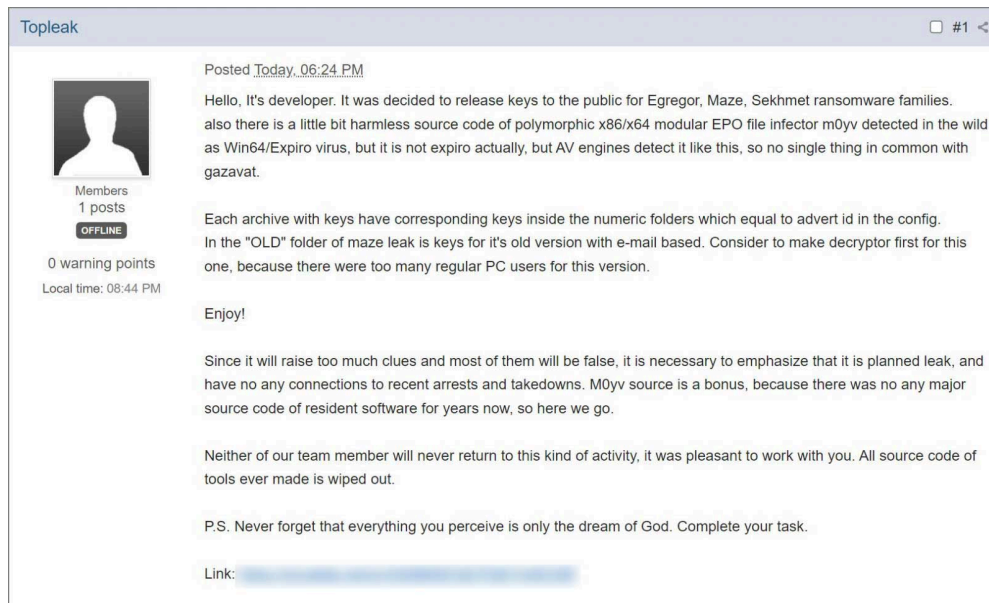 Topleak
#1
Posted Today, 06:24 PM
Hello, It's developer. It was decided to release keys to the public for Egregor, Maze, Sekhmet ransomware families.
also there is a little bit harmless source code of polymorphic x86/x64 modular EPO file infector m0yv detected in the wild
as Win64/Expiro virus, but it is not expiro actually, but AV engines detect it like this, so no single thing in common with
gazavat.
Members
1 posts
OFFLINE
0 warning points
Local time: 08:44 PM
Each archive with keys have corresponding keys inside the numeric folders which equal to advert id in the config.
In the "OLD" folder of maze leak is keys for it's old version with e-mail based. Consider to make decryptor first for this
one, because there were too many regular PC users for this version.
Enjoy!
Since it will raise too much clues and most of them will be false, it is necessary to emphasize that it is planned leak, and
have no any connections to recent arrests and takedowns. M0yv source is a bonus, because there was no any major
source code of resident software for years now, so here we go.
Neither of our team member will never return to this kind of activity, it was pleasant to work with you. All source code of
tools ever made is wiped out.
P.S. Never forget that everything you perceive is only the dream of God. Complete your task.
Link: